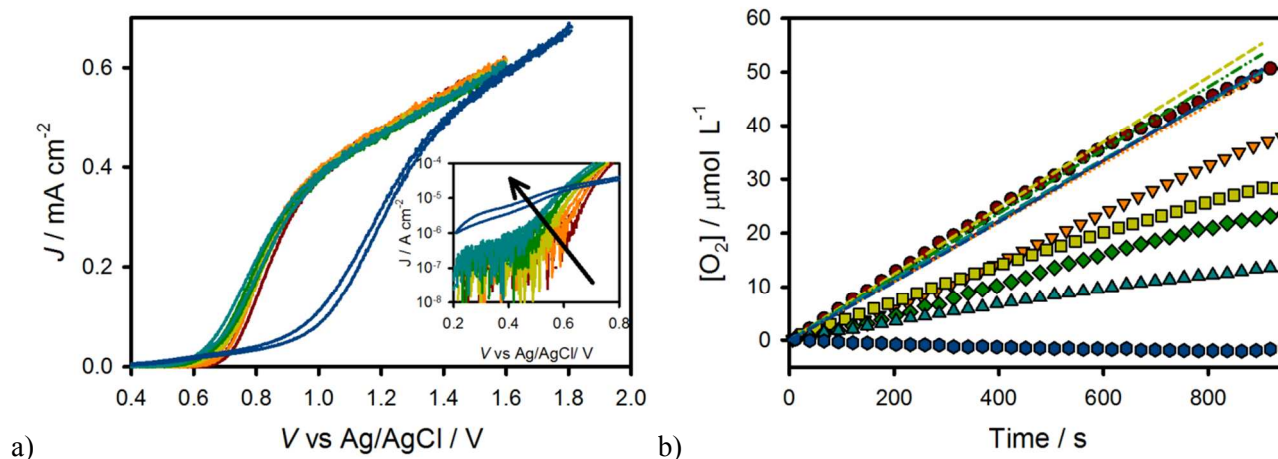 0.6
0.4
0.2
0.0
J / mA cm⁻²
0.4 0.6 0.8 1.0 1.2 1.4 1.6 1.8 2.0
V vs Ag/AgCl / V
10⁻⁴
10⁻⁵
10⁻⁶
10⁻⁷
10⁻⁸
J / A cm⁻²
0.2 0.4 0.6 0.8
V vs Ag/AgCl/ V
a)
60
50
40
30
20
10
0
[O₂] / μmol L⁻¹
0 200 400 600 800
Time / s
b)